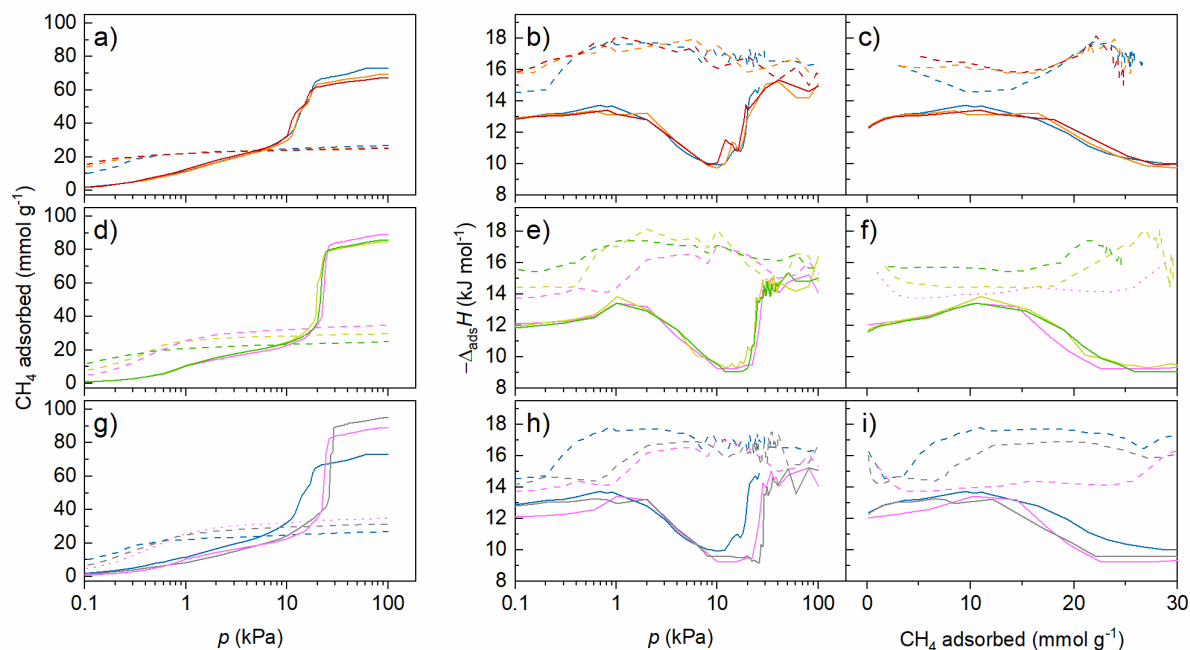 a)
b)
c)
100
80
60
40
20
0
18
16
14
12
10
8
d)
e)
f)
100
80
60
40
20
0
18
16
14
12
10
8
g)
h)
i)
100
80
60
40
20
0
18
16
14
12
10
8
CH₄ adsorbed (mmol g⁻¹)
−Δ_ads H (kJ mol⁻¹)
0.1 1 10 100
0.1 1 10 100
0 10 20 30
p (kPa)
p (kPa)
CH₄ adsorbed (mmol g⁻¹)